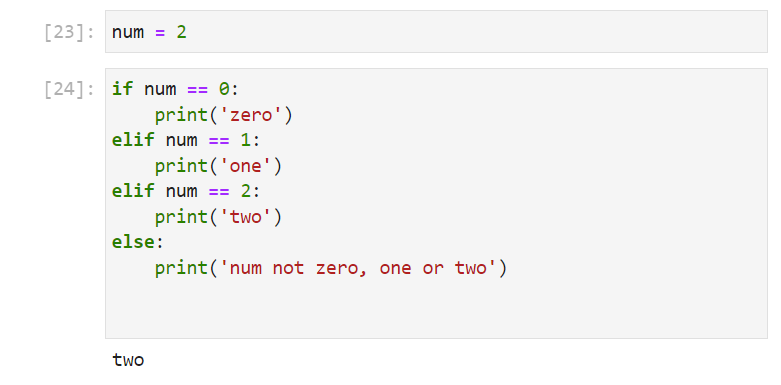 [23]: num = 2
[24]: if num == 0:
    print('zero')
elif num == 1:
    print('one')
elif num == 2:
    print('two')
else:
    print('num not zero, one or two')
two